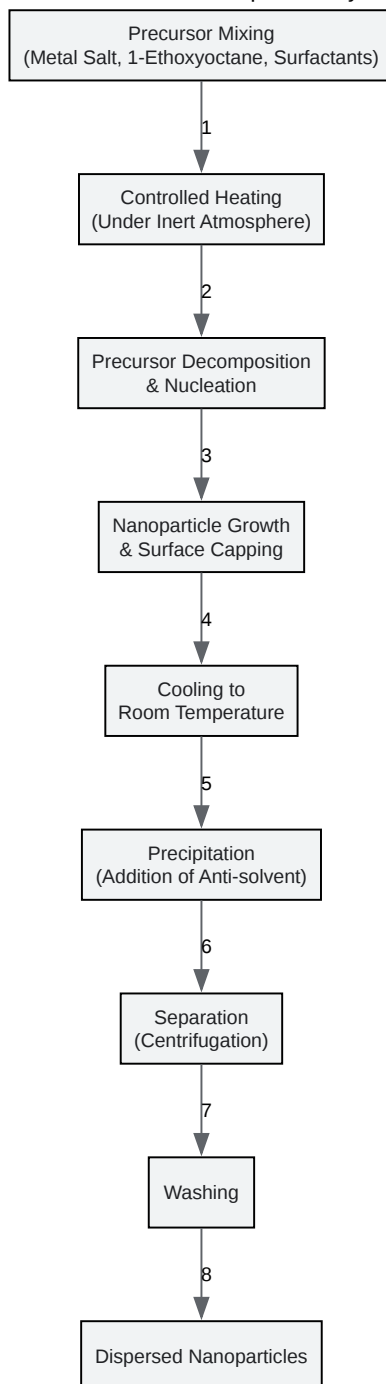 Precursor Mixing
(Metal Salt, 1-Ethoxyoctane, Surfactants)
1
Controlled Heating
(Under Inert Atmosphere)
2
Precursor Decomposition
& Nucleation
3
Nanoparticle Growth
& Surface Capping
4
Cooling to
Room Temperature
5
Precipitation
(Addition of Anti-solvent)
6
Separation
(Centrifugation)
7
Washing
8
Dispersed Nanoparticles